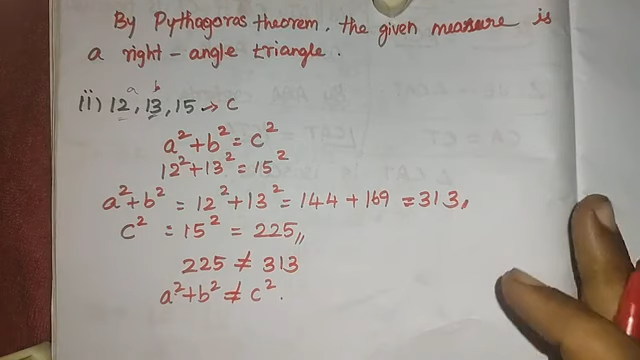 By Pythagoras theorem, the given measure is
a right-angle triangle.
a b
ii) 12, 13, 15 → c
a² + b² = c²
12² + 13² = 15²
a² + b² = 12² + 13² = 144 + 169 = 313,
c² = 15² = 225,,
225 ≠ 313
a² + b² ≠ c².